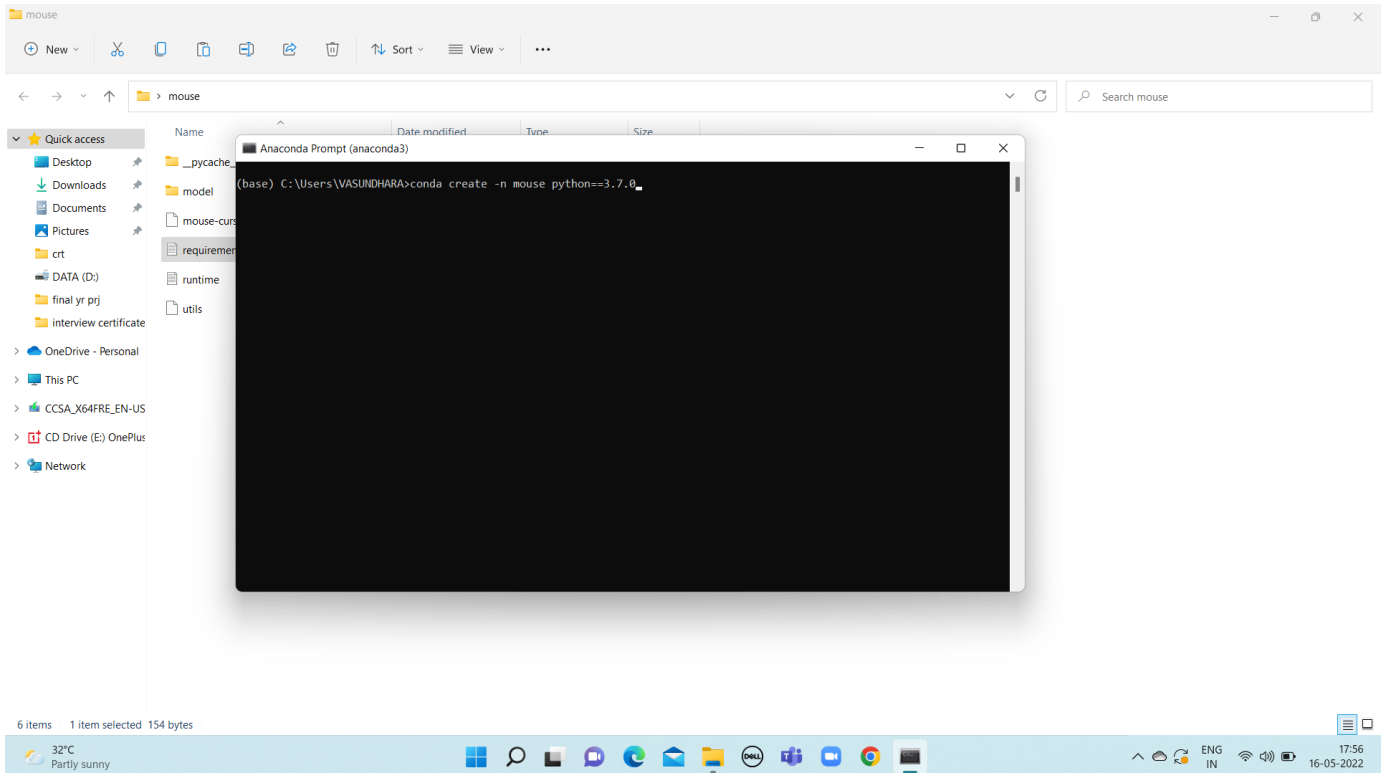 mouse
New
Sort
View
mouse
Search mouse
Name
Date modified
Type
Size
Quick access
Desktop
Downloads
Documents
Pictures
crt
DATA (D:)
final yr prj
interview certificate
OneDrive - Personal
This PC
CCSA_X64FRE_EN-US
CD Drive (E:) OnePlus
Network
__pycache_
model
mouse-curs
requiremen
runtime
utils
Anaconda Prompt (anaconda3)
(base) C:\Users\VASUNDHARA>conda create -n mouse python==3.7.0
6 items 1 item selected 154 bytes
32°C
Partly sunny
DELL
ENG
IN
17:56
16-05-2022